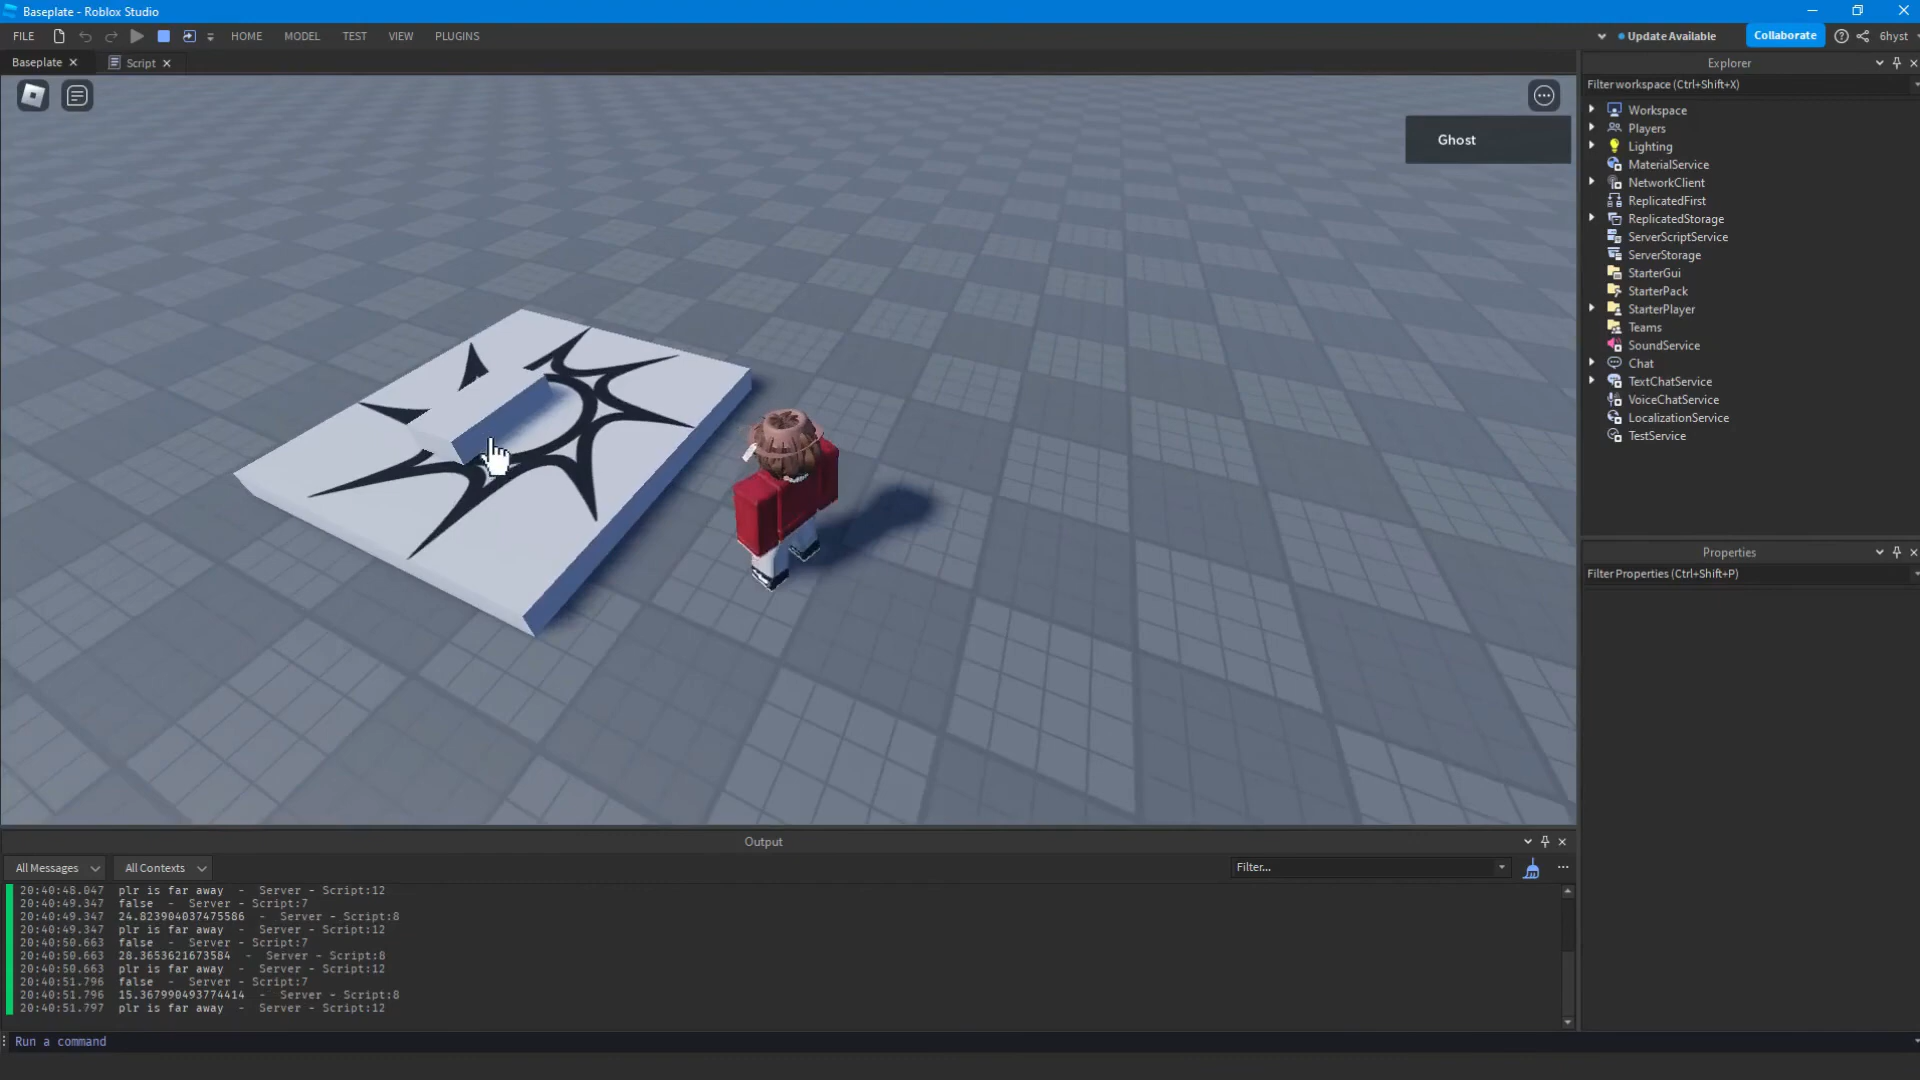 Baseplate - Roblox Studio
FILE HOME MODEL TEST VIEW PLUGINS Update Available Collaborate 6hyst
Baseplate Script
Ghost
Explorer
Filter workspace (Ctrl+Shift+X)
Workspace
Players
Lighting
MaterialService
NetworkClient
ReplicatedFirst
ReplicatedStorage
ServerScriptService
ServerStorage
StarterGui
StarterPack
StarterPlayer
Teams
SoundService
Chat
TextChatService
VoiceChatService
LocalizationService
TestService
Properties
Filter Properties (Ctrl+Shift+P)
Output
All Messages All Contexts Filter...
20:40:48.047 plr is far away - Server - Script:12
20:40:49.347 false - Server - Script:7
20:40:49.347 24.823904037475586 - Server - Script:8
20:40:49.347 plr is far away - Server - Script:12
20:40:50.663 false - Server - Script:7
20:40:50.663 28.3653621673584 - Server - Script:8
20:40:50.663 plr is far away - Server - Script:12
20:40:51.796 false - Server - Script:7
20:40:51.796 15.367990493774414 - Server - Script:8
20:40:51.797 plr is far away - Server - Script:12
Run a command